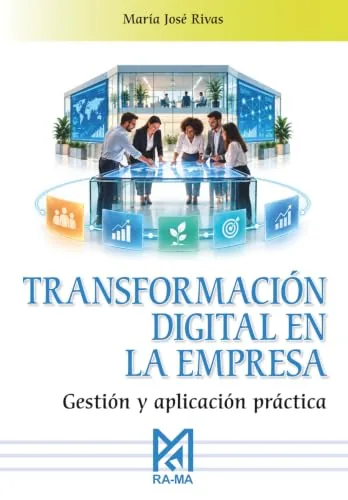 María José Rivas
TRANSFORMACIÓN
DIGITAL EN
LA EMPRESA
Gestión y aplicación práctica
RA-MA